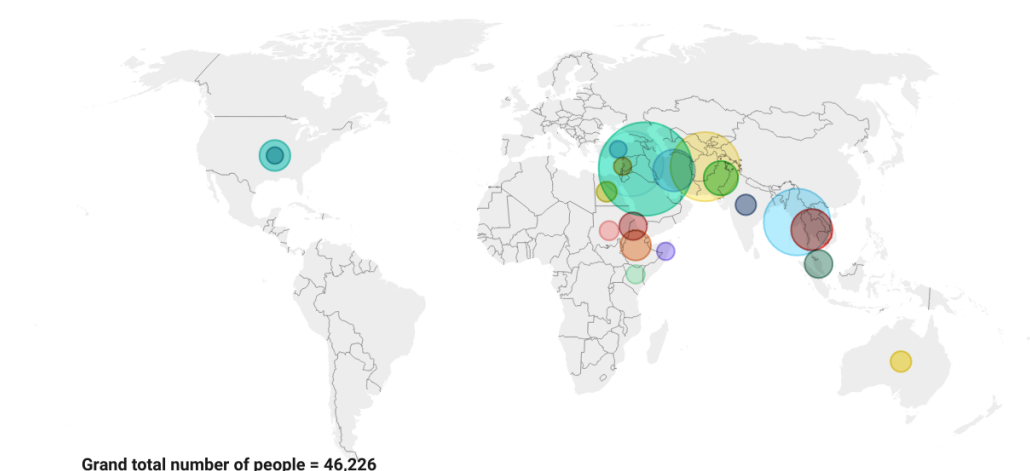 Grand total number of people = 46,226